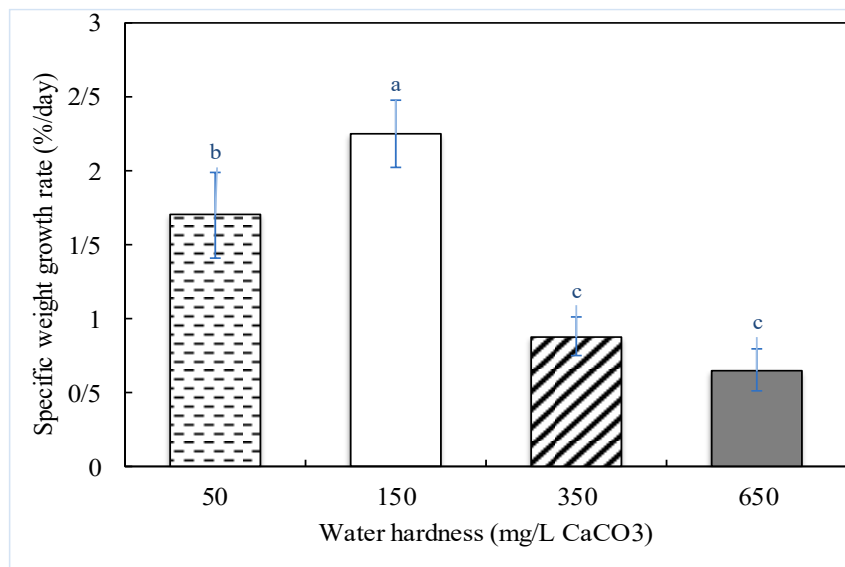 Specific weight growth rate (%/day)
3
2/5
2
1/5
1
0/5
0
b
a
c
c
50 150 350 650
Water hardness (mg/L CaCO3)